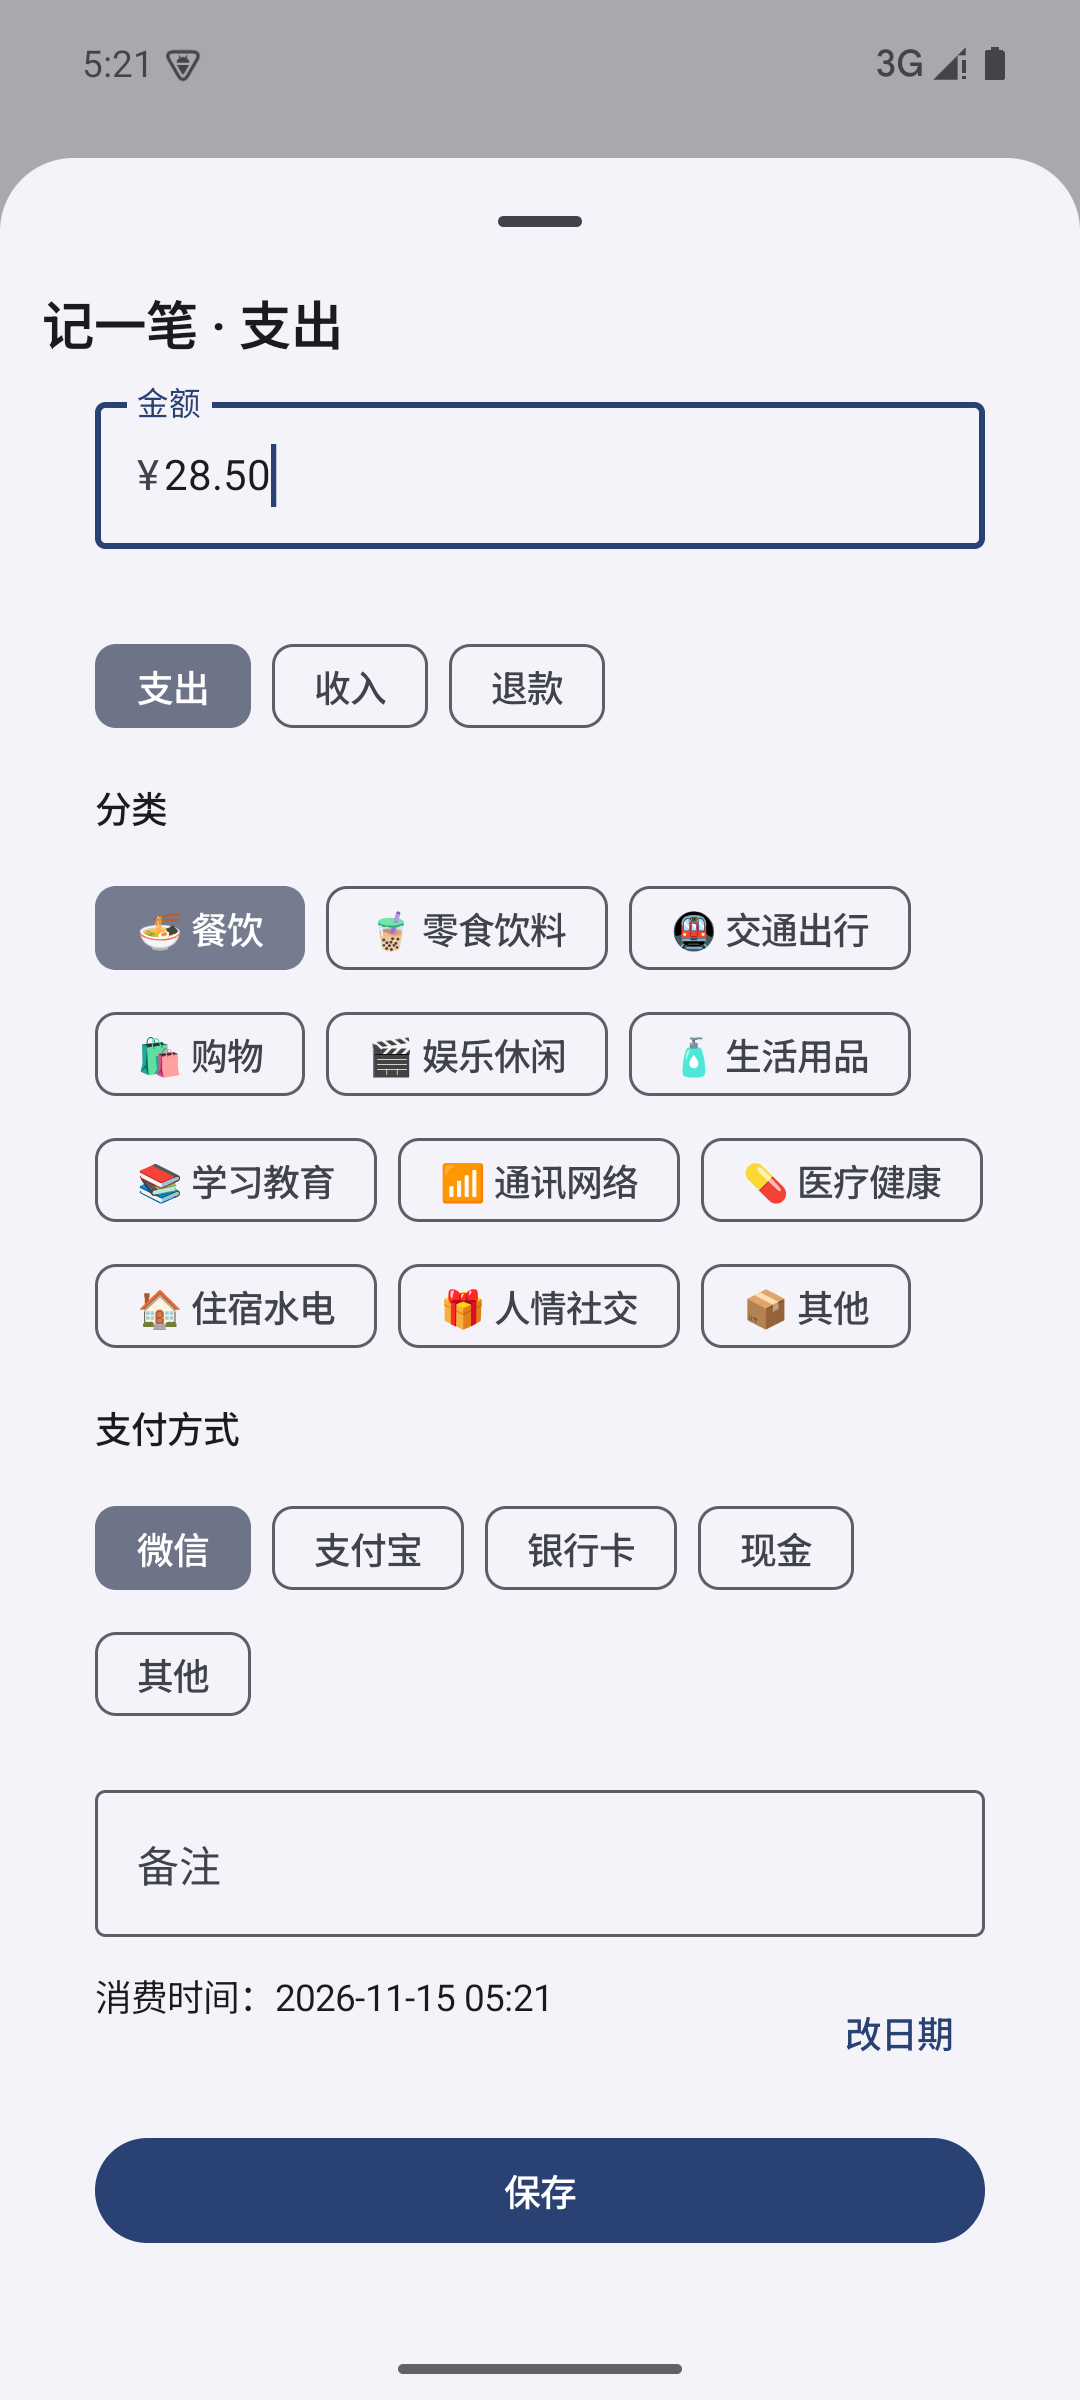 5:21
3G
记一笔 · 支出
金额
¥28.50
支出 收入 退款
分类
餐饮 零食饮料 交通出行
购物 娱乐休闲 生活用品
学习教育 通讯网络 医疗健康
住宿水电 人情社交 其他
支付方式
微信 支付宝 银行卡 现金
其他
备注
消费时间：2026-11-15 05:21
改日期
保存